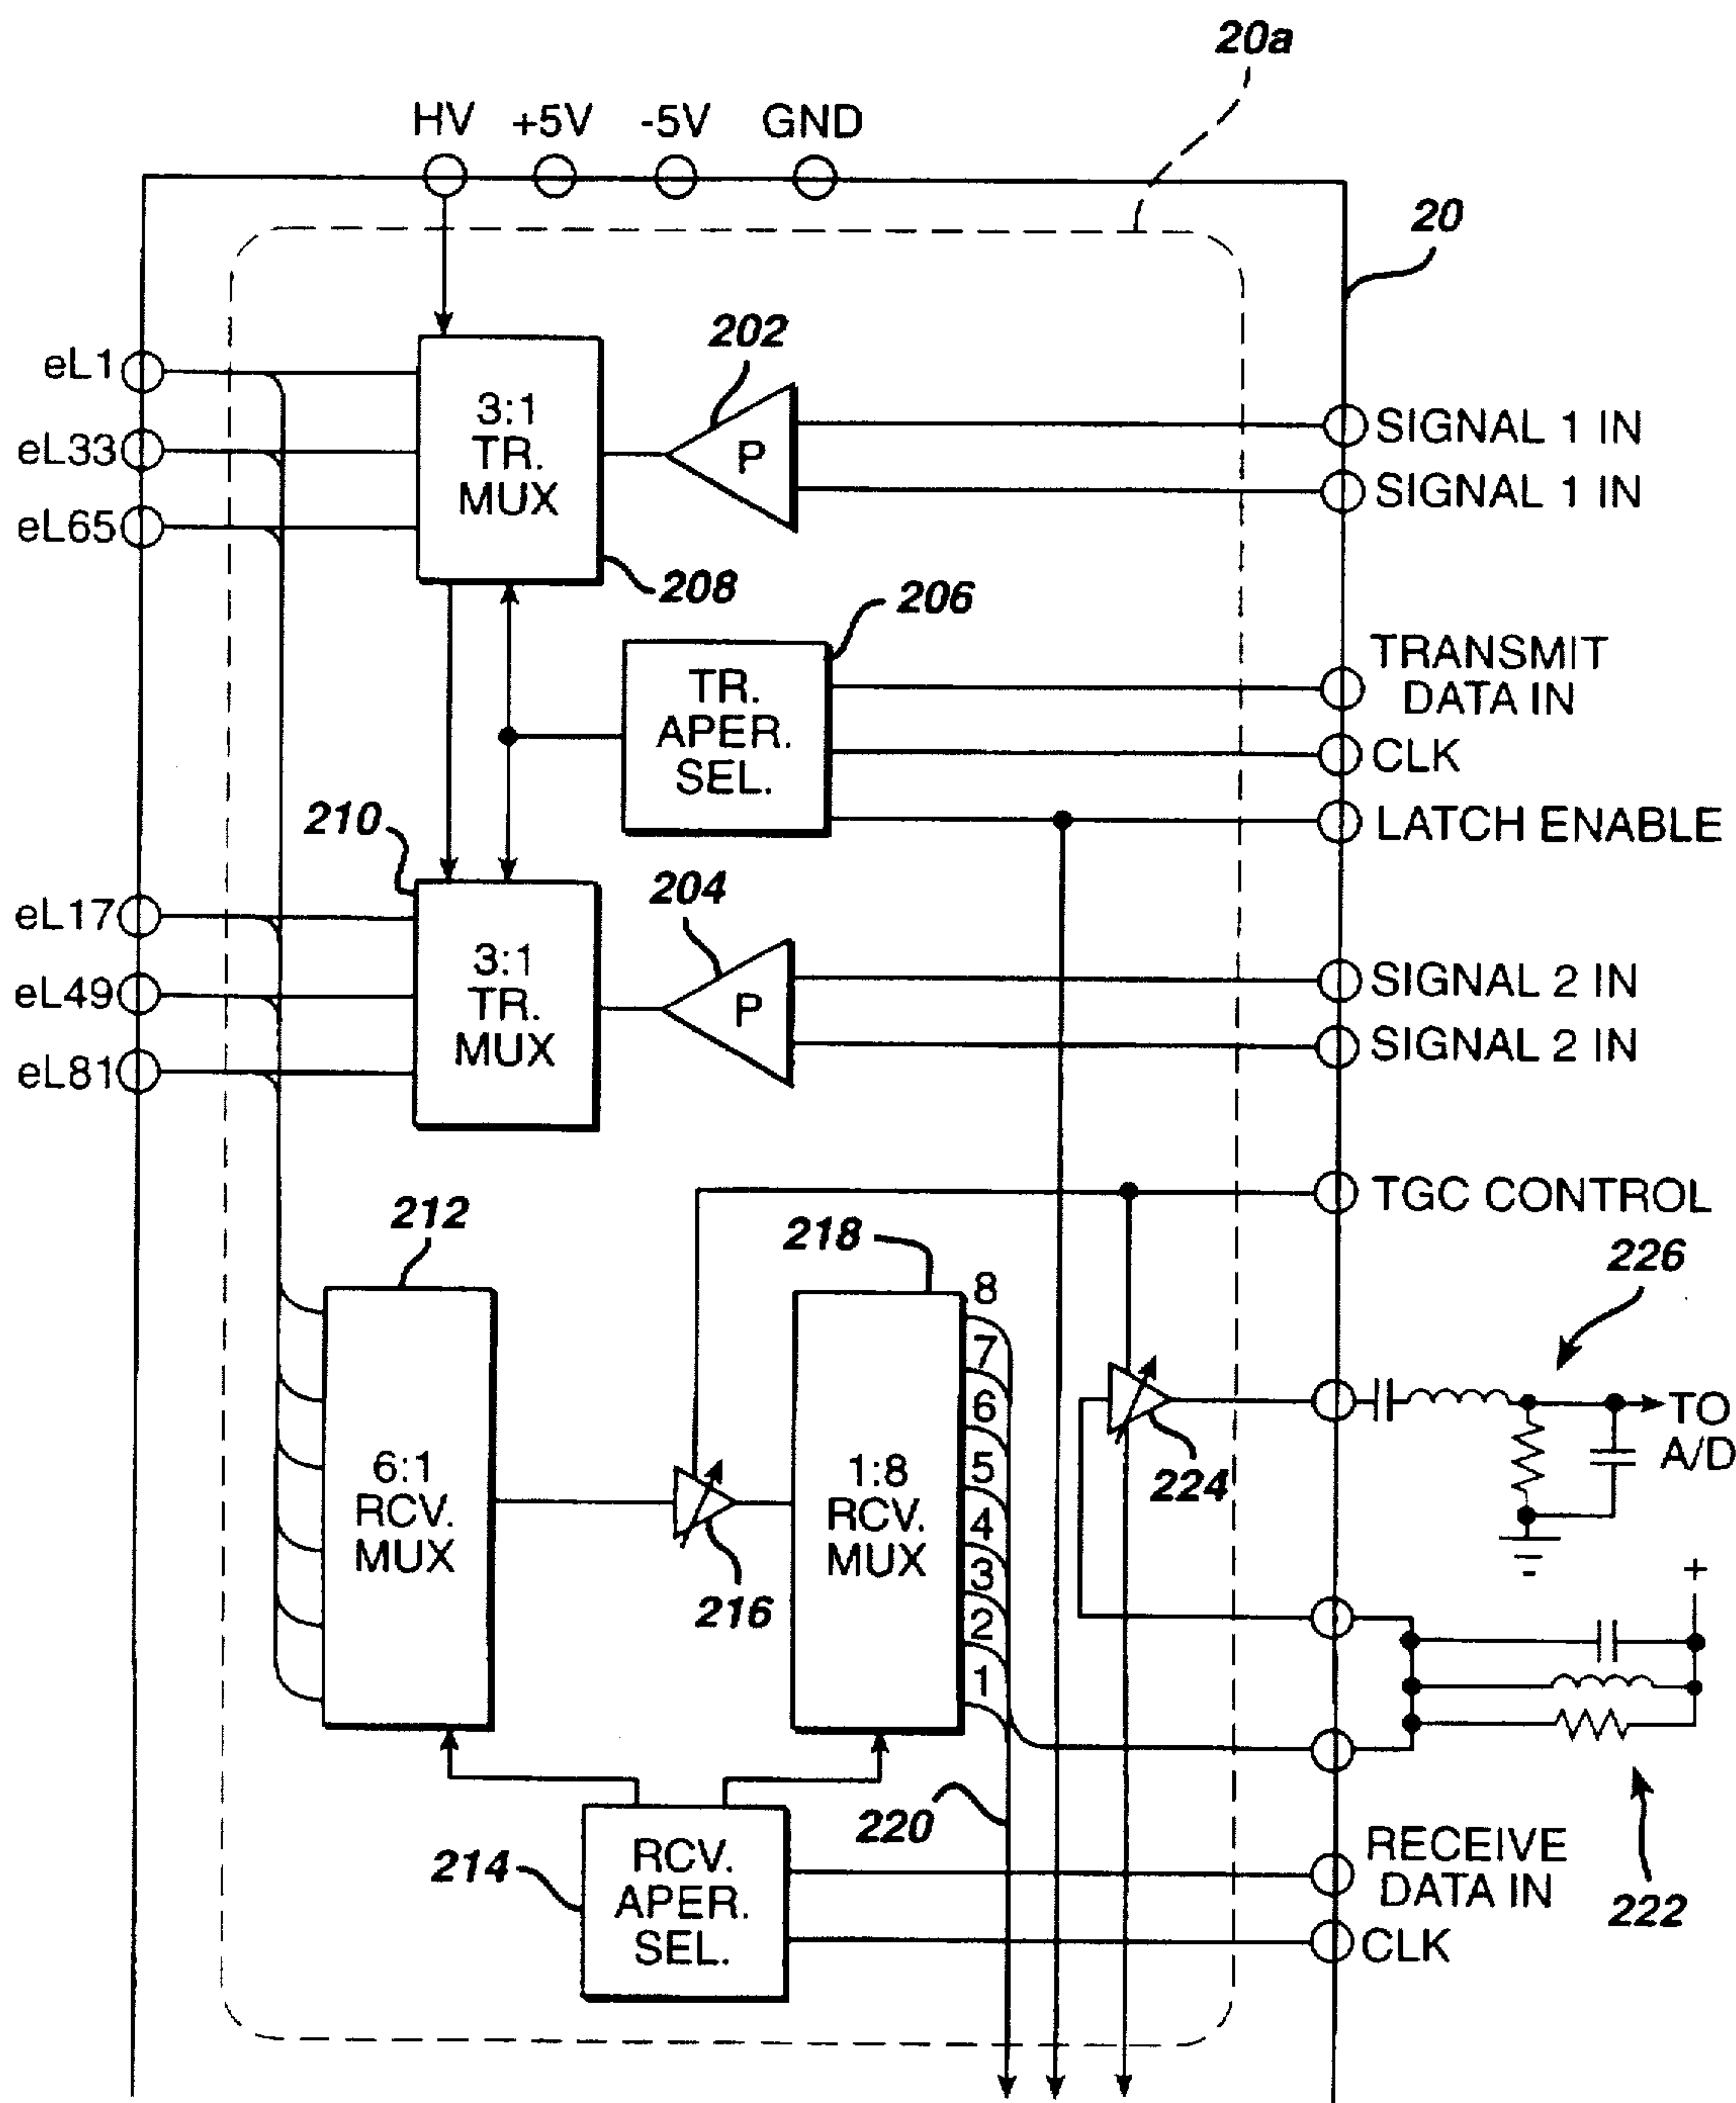 20a
HV +5V -5V GND
20
202
eL1
3:1
TR.
MUX
P
SIGNAL 1 IN
eL33
SIGNAL 1 IN
eL65
208
206
TRANSMIT
DATA IN
TR.
APER.
SEL.
CLK
210
LATCH ENABLE
204
eL17
3:1
TR.
MUX
P
SIGNAL 2 IN
eL49
SIGNAL 2 IN
eL81
TGC CONTROL
212
218
226
8
7
6
5
4
3
2
1
TO
A/D
224
6:1
RCV.
MUX
1:8
RCV.
MUX
216
+
220
RECEIVE
DATA IN
214
RCV.
APER.
SEL.
222
CLK